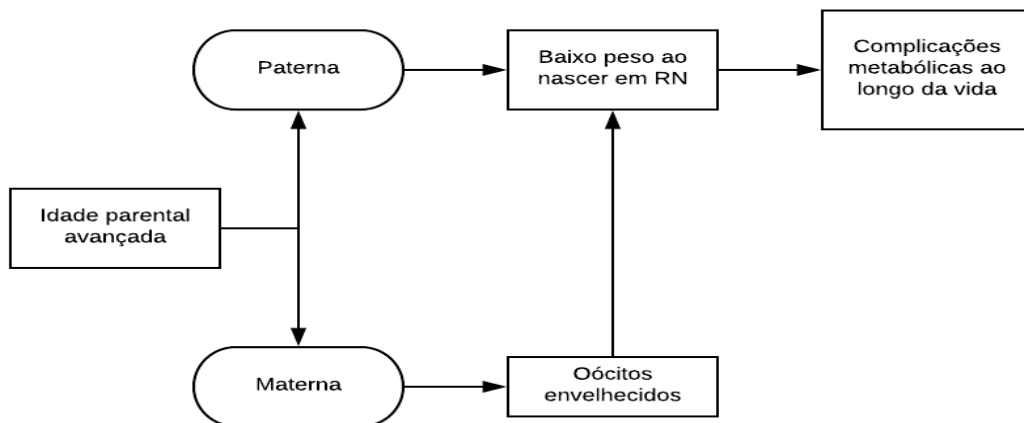 Paterna
Baixo peso ao
nascer em RN
Complicações
metabólicas ao
longo da vida
Idade parental
avançada
Materna
Oócitos
envelhecidos